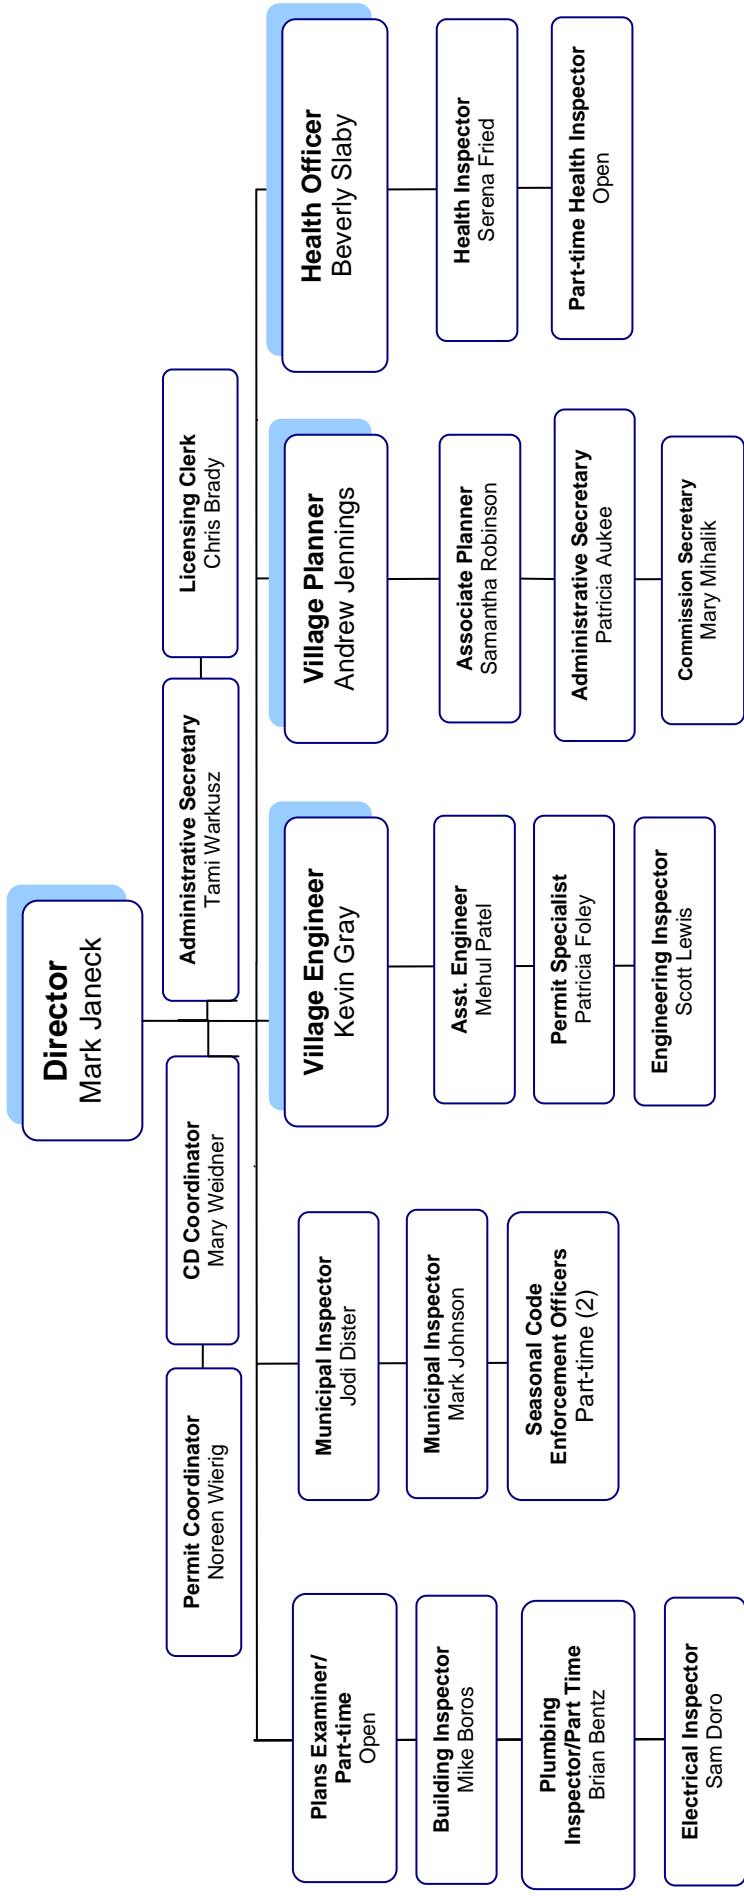 Director
Mark Janeck
Permit Coordinator
Noreen Wierig
CD Coordinator
Mary Weidner
Administrative Secretary
Tami Warkusz
Licensing Clerk
Chris Brady
Plans Examiner/
Part-time
Open
Building Inspector
Mike Boros
Plumbing
Inspector/Part Time
Brian Bentz
Electrical Inspector
Sam Doro
Municipal Inspector
Jodi Dister
Municipal Inspector
Mark Johnson
Seasonal Code
Enforcement Officers
Part-time (2)
Village Engineer
Kevin Gray
Asst. Engineer
Mehul Patel
Permit Specialist
Patricia Foley
Engineering Inspector
Scott Lewis
Village Planner
Andrew Jennings
Associate Planner
Samantha Robinson
Administrative Secretary
Patricia Aukee
Commission Secretary
Mary Mihalik
Health Officer
Beverly Slaby
Health Inspector
Serena Fried
Part-time Health Inspector
Open